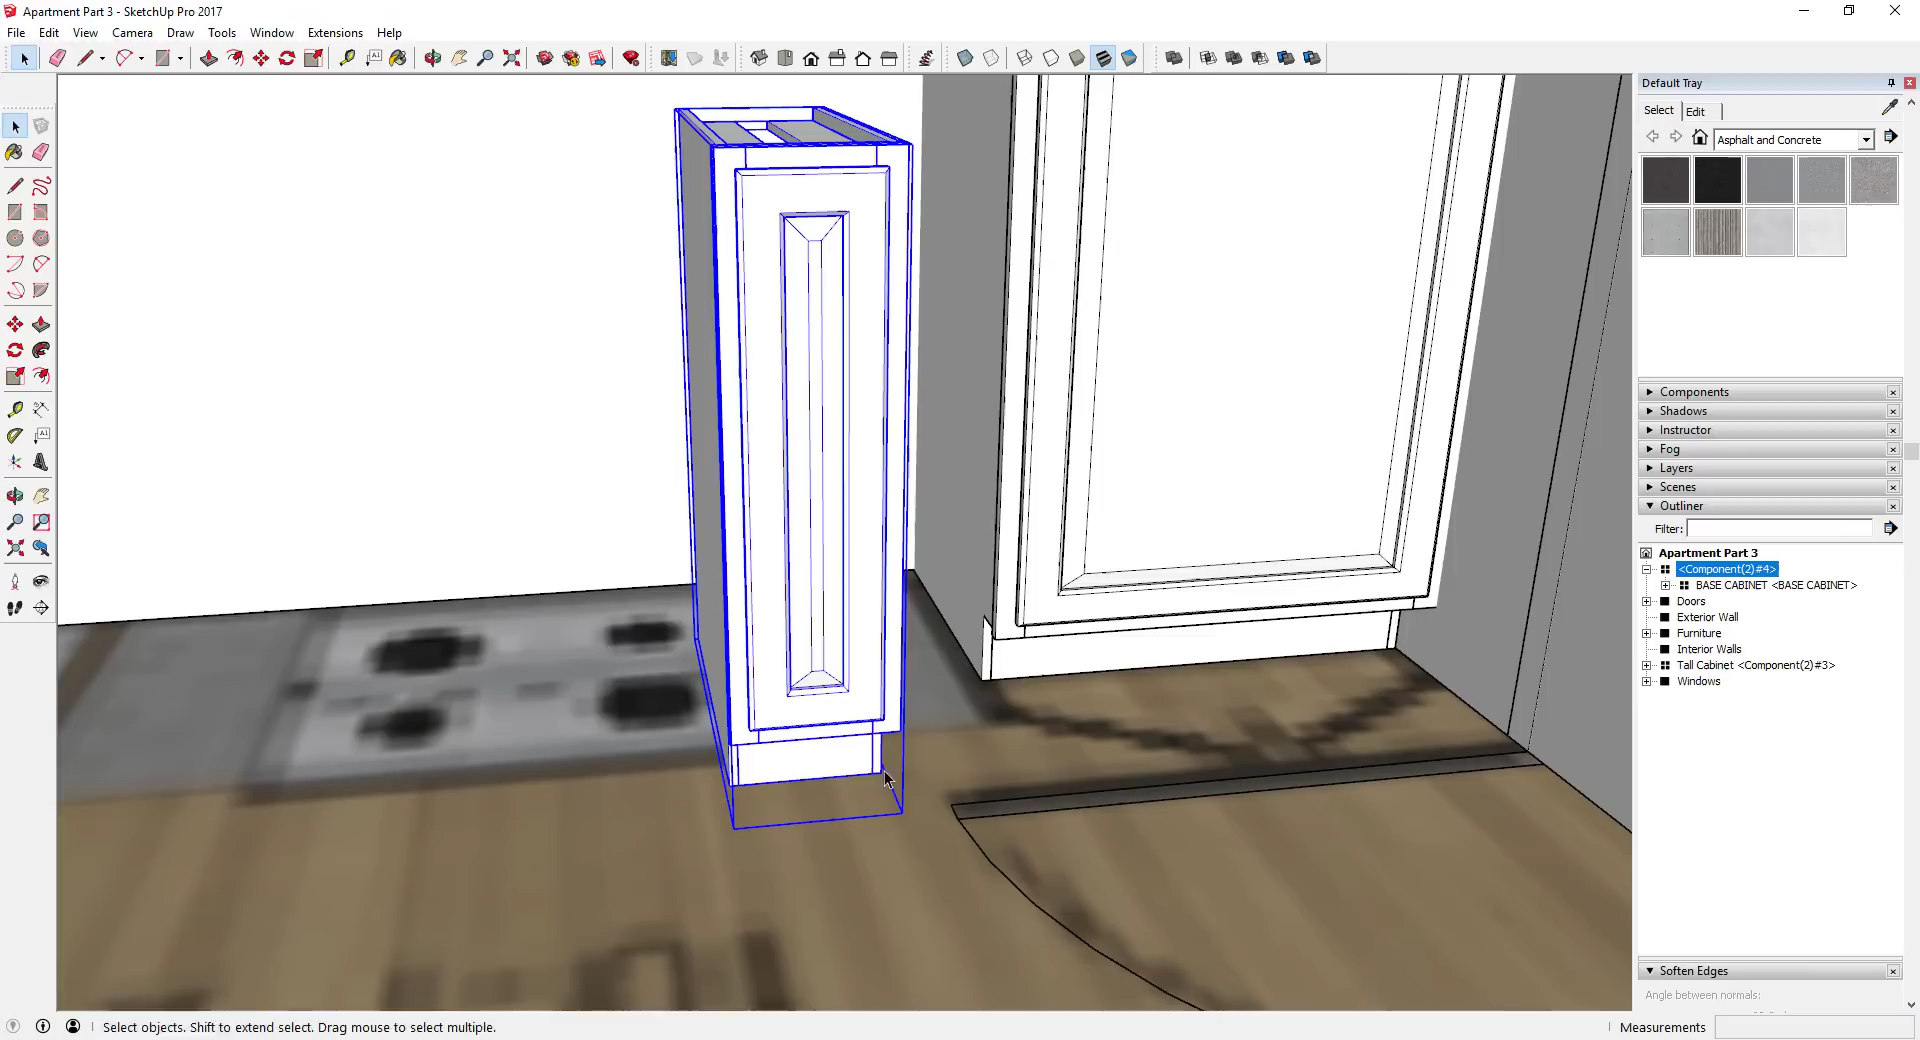 Apartment Part 3 - SketchUp Pro 2017
File Edit View Camera Draw Tools Window Extensions Help
Default Tray
Select Edit
Asphalt and Concrete
Components
Shadows
Instructor
Fog
Layers
Scenes
Outliner
Filter:
Apartment Part 3
<Component(2)#4>
BASE CABINET <BASE CABINET>
Doors
Exterior Wall
Furniture
Interior Walls
Tall Cabinet <Component(2)#3>
Windows
Soften Edges
Angle between normals:
Select objects. Shift to extend select. Drag mouse to select multiple.
Measurements